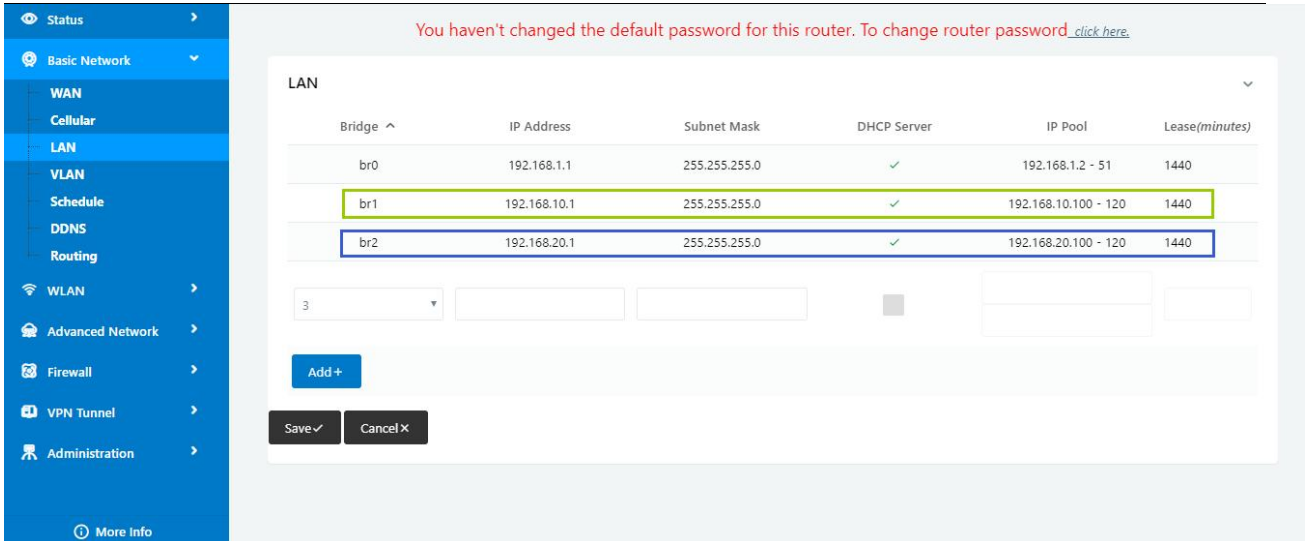 Status
Basic Network
WAN
Cellular
LAN
VLAN
Schedule
DDNS
Routing
WLAN
Advanced Network
Firewall
VPN Tunnel
Administration
More Info
You haven't changed the default password for this router. To change router password click here.
LAN
Bridge IP Address Subnet Mask DHCP Server IP Pool Lease(minutes)
br0 192.168.1.1 255.255.255.0 192.168.1.2 - 51 1440
br1 192.168.10.1 255.255.255.0 192.168.10.100 - 120 1440
br2 192.168.20.1 255.255.255.0 192.168.20.100 - 120 1440
3
Add+
Save Cancel